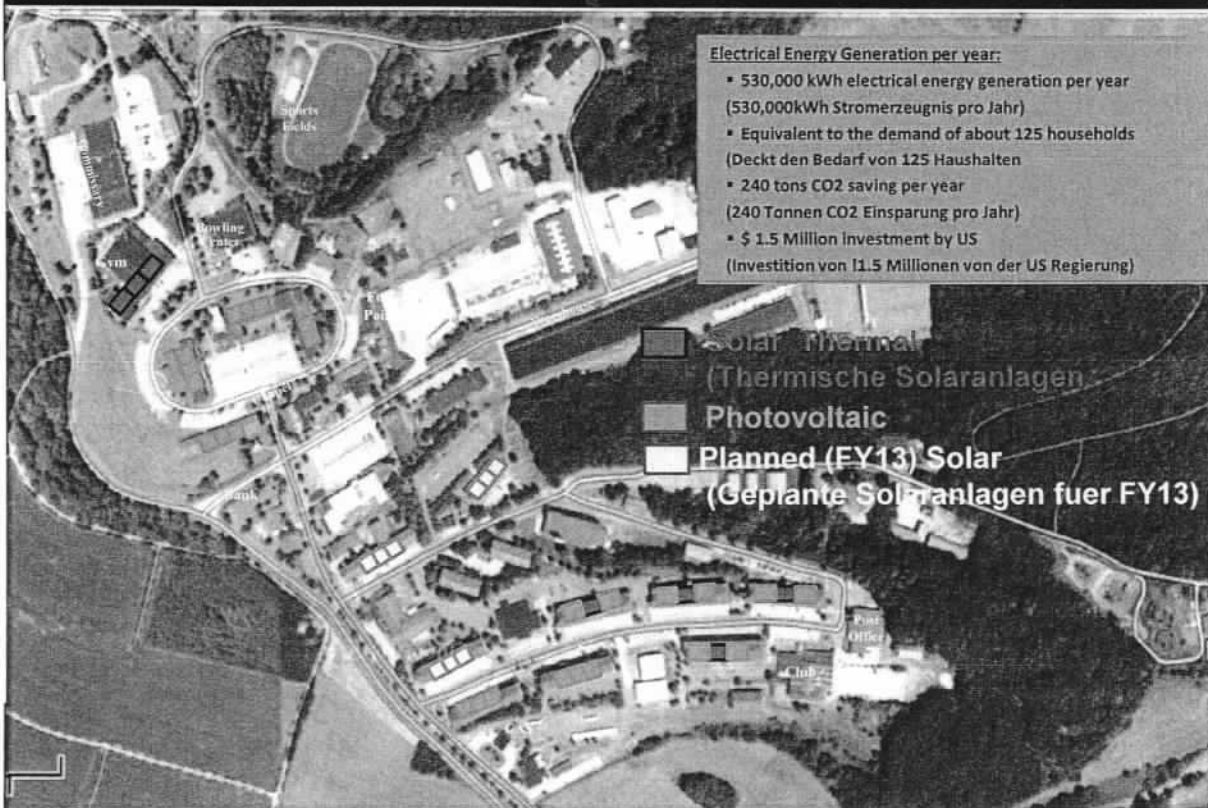 Electrical Energy Generation per year:
▪ 530,000 kWh electrical energy generation per year
(530,000kWh Stromerzeugnis pro Jahr)
▪ Equivalent to the demand of about 125 households
(Deckt den Bedarf von 125 Haushalten
▪ 240 tons CO2 saving per year
(240 Tonnen CO2 Einsparung pro Jahr)
▪ $ 1.5 Million investment by US
(Investition von !1.5 Millionen von der US Regierung)
Sports
Fields
Commissary
Bowling
Center
Gym
Solar Thermal
(Thermische Solaranlagen
Photovoltaic
Planned (FY13) Solar
(Geplante Solaranlagen fuer FY13)
Bank
Post
Office
Club